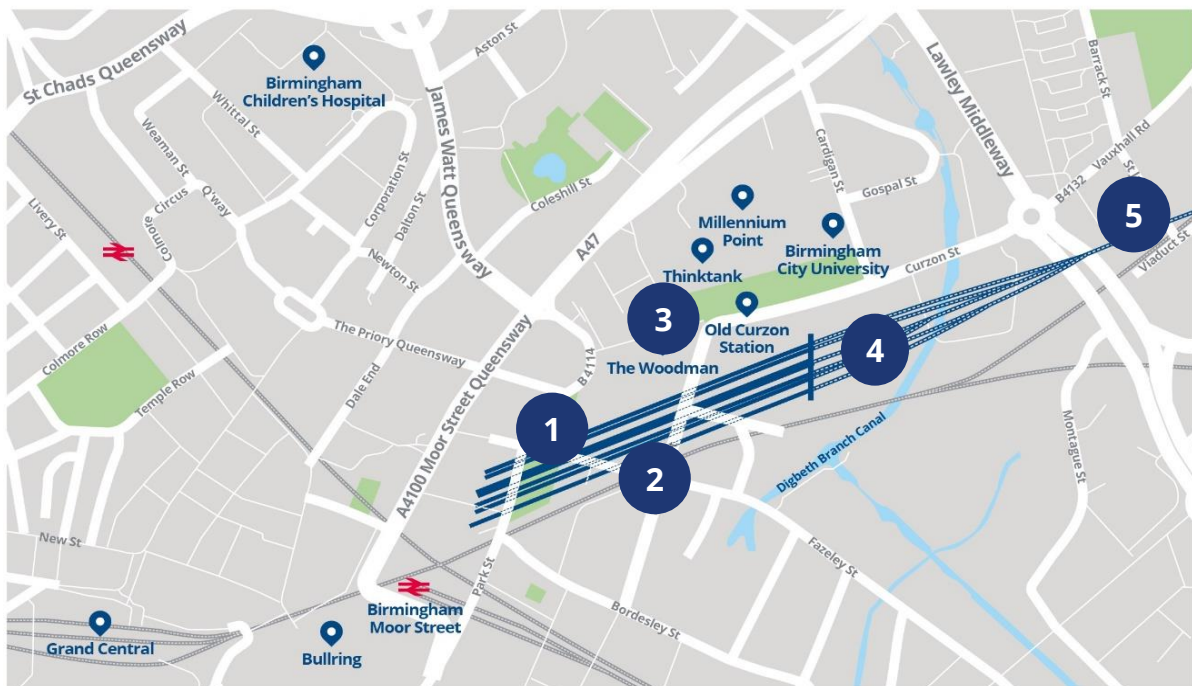 St Chads Queensway
Birmingham
Children's Hospital
Whittal St
Weaman St
Colmore
Circus
Q'way
Livery St
Colmore Row
Temple Row
James Watt Queensway
Aston St
Corporation St
Dalton St
Newton St
Coleshill St
A47
The Priory Queensway
Dale End
B4114
A4100 Moor Street Queensway
Lawley Middleway
Barrack St
Vauxhall Rd
B4132
Cardigan St
Gospal St
Millennium
Point
Birmingham
City University
Thinktank
Curzon St
Old Curzon
Station
The Woodman
Viaduct St
1
2
3
4
5
Digbeth Branch Canal
Montague St
Fazeley St
Bordesley St
Park St
New St
Birmingham
Moor Street
Grand Central
Bullring